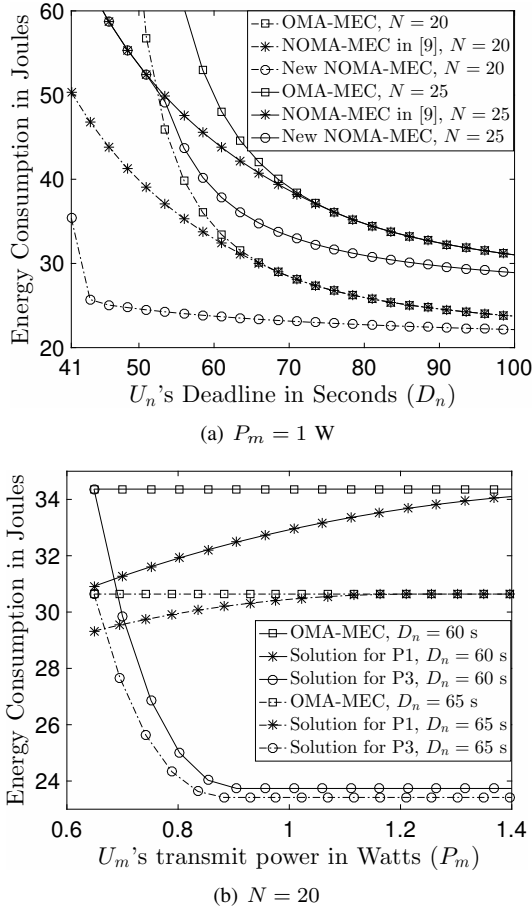 Energy Consumption in Joules
60
50
40
30
20
OMA-MEC, N = 20
NOMA-MEC in [9], N = 20
New NOMA-MEC, N = 20
OMA-MEC, N = 25
NOMA-MEC in [9], N = 25
New NOMA-MEC, N = 25
41 50 60 70 80 90 100
Uₙ's Deadline in Seconds (Dₙ)
(a) Pₘ = 1 W
Energy Consumption in Joules
34
32
30
28
26
24
OMA-MEC, Dₙ = 60 s
Solution for P1, Dₙ = 60 s
Solution for P3, Dₙ = 60 s
OMA-MEC, Dₙ = 65 s
Solution for P1, Dₙ = 65 s
Solution for P3, Dₙ = 65 s
0.6 0.8 1 1.2 1.4
Uₘ's transmit power in Watts (Pₘ)
(b) N = 20